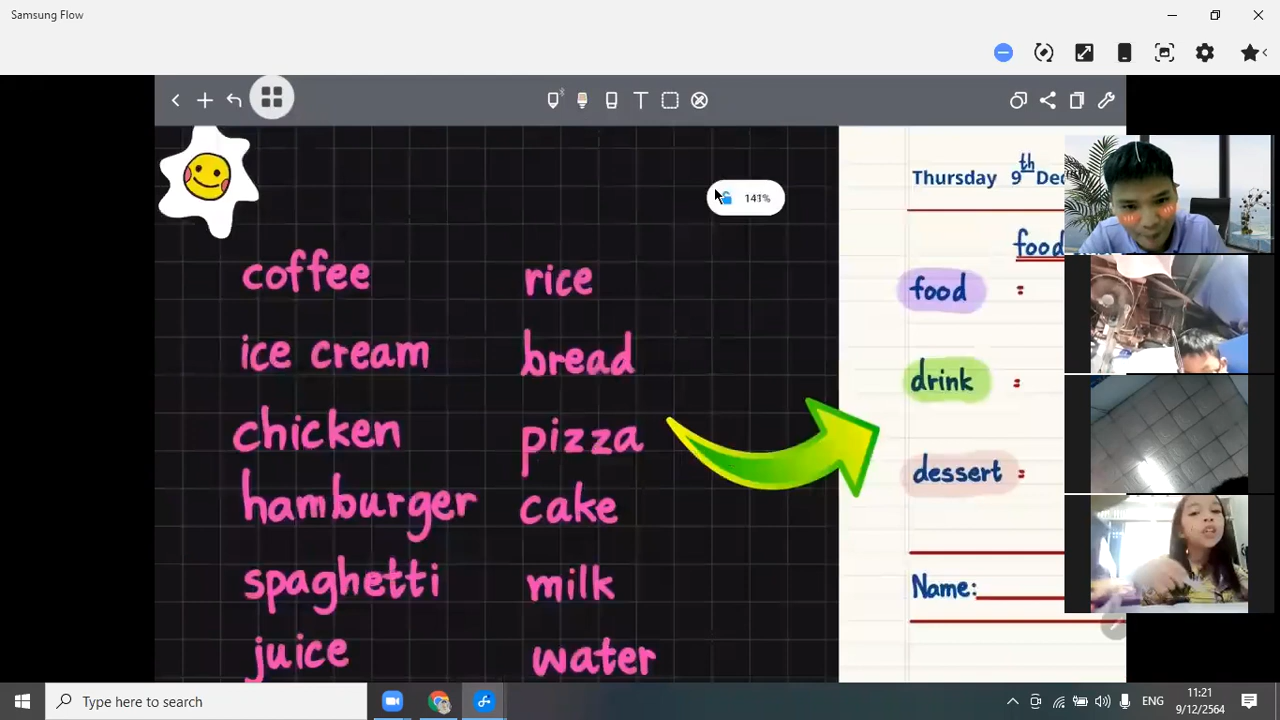 Samsung Flow
141%
coffee
ice cream
chicken
hamburger
spaghetti
juice
rice
bread
pizza
cake
milk
water
Thursday 9th Dec
food
food :
drink :
dessert :
Name:
Type here to search
ENG
11:21
9/12/2564